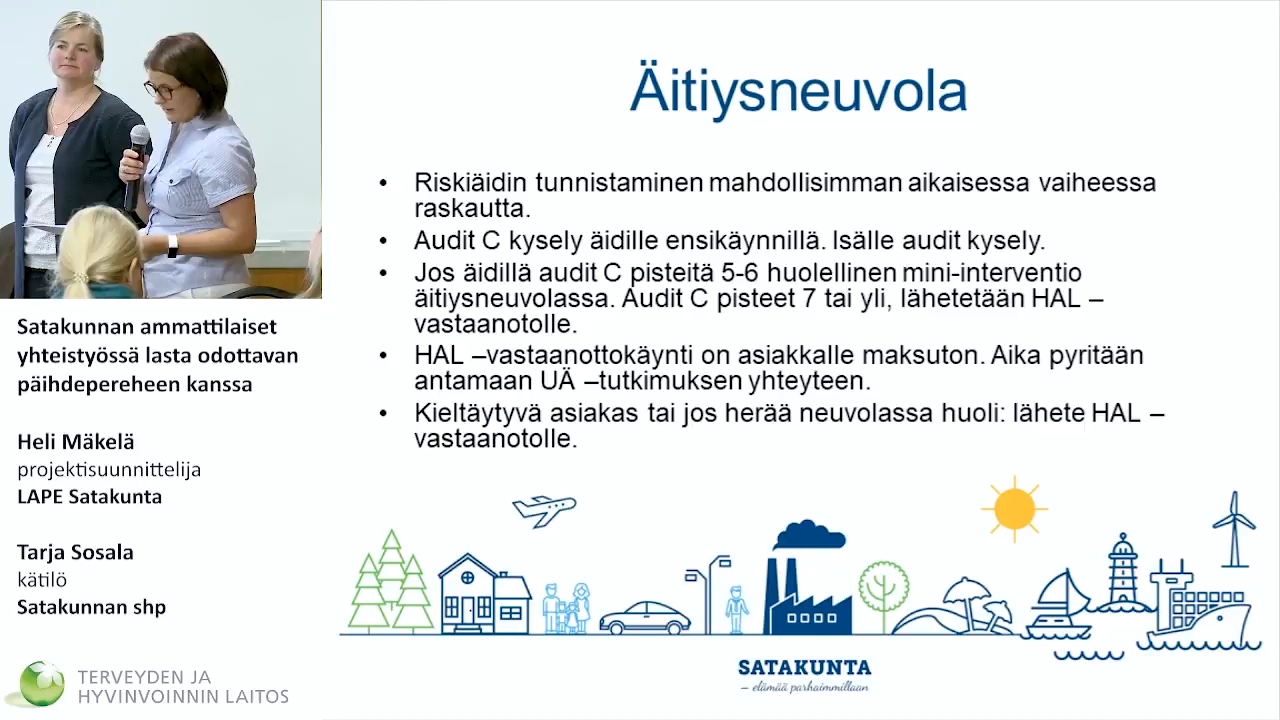 Äitiysneuvola
• Riskiäidin tunnistaminen mahdollisimman aikaisessa vaiheessa
raskautta.
• Audit C kysely äidille ensikäynnillä. Isälle audit kysely.
• Jos äidillä audit C pisteitä 5-6 huolellinen mini-interventio
äitiysneuvolassa. Audit C pisteet 7 tai yli, lähetetään HAL –
vastaanotolle.
• HAL –vastaanottokäynti on asiakkalle maksuton. Aika pyritään
antamaan UÄ –tutkimuksen yhteyteen.
• Kieltäytyvä asiakas tai jos herää neuvolassa huoli: lähete HAL –
vastaanotolle.
SATAKUNTA
– elämää parhaimmillaan
Satakunnan ammattilaiset
yhteistyössä lasta odottavan
päihdepereheen kanssa
Heli Mäkelä
projektisuunnittelija
LAPE Satakunta
Tarja Sosala
kätilö
Satakunnan shp
TERVEYDEN JA
HYVINVOINNIN LAITOS